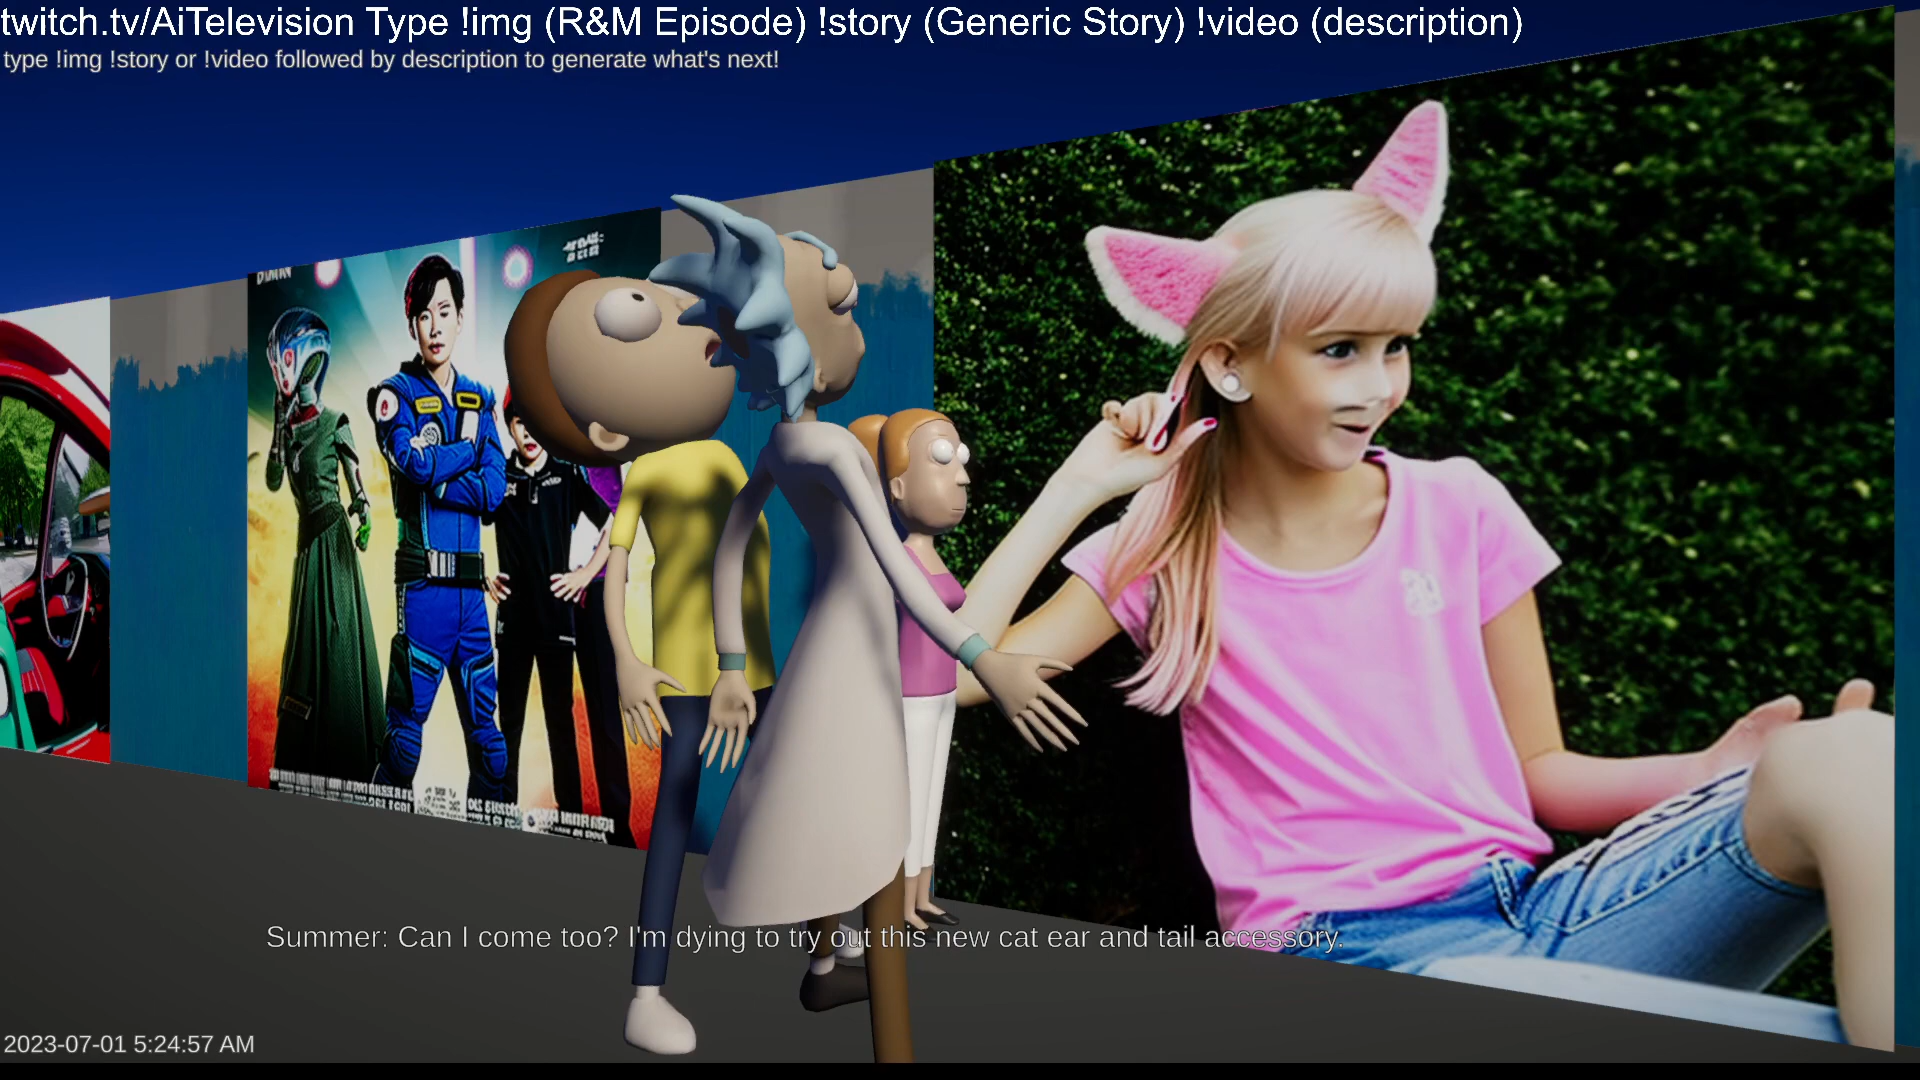 twitch.tv/AiTelevision Type !img (R&M Episode) !story (Generic Story) !video (description)
type !img !story or !video followed by description to generate what's next!
Summer: Can I come too? I'm dying to try out this new cat ear and tail accessory.
2023-07-01 5:24:57 AM